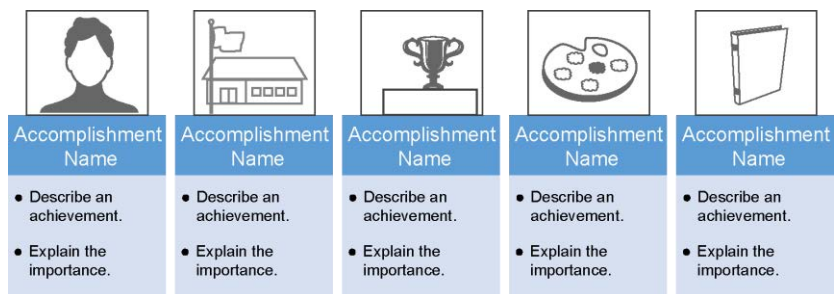 Accomplishment
Name
• Describe an
achievement.
• Explain the
importance.
Accomplishment
Name
• Describe an
achievement.
• Explain the
importance.
Accomplishment
Name
• Describe an
achievement.
• Explain the
importance.
Accomplishment
Name
• Describe an
achievement.
• Explain the
importance.
Accomplishment
Name
• Describe an
achievement.
• Explain the
importance.